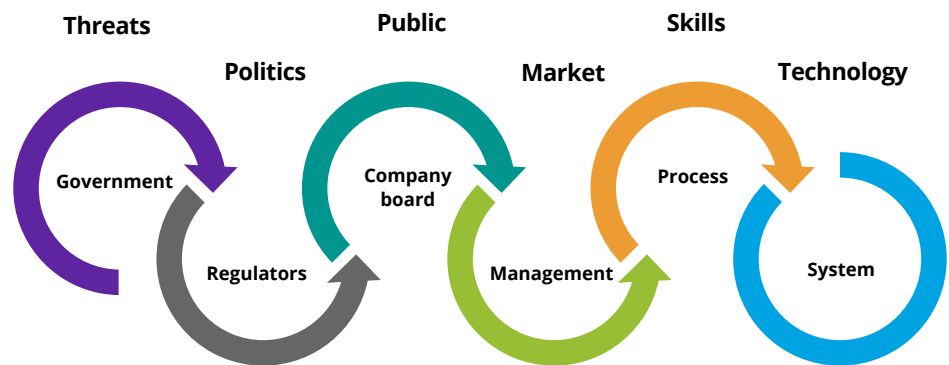 Threats
Public
Skills
Politics
Market
Technology
Government
Company
board
Process
Regulators
Management
System